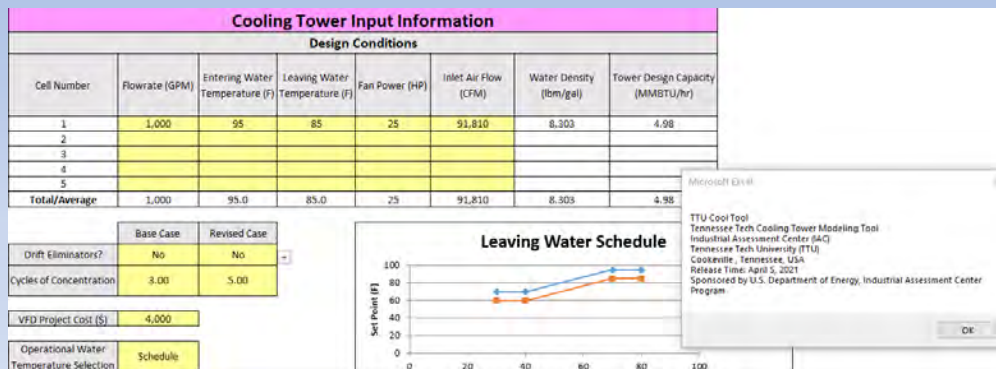 Cooling Tower Input Information
Design Conditions
Cell Number Flowrate (GPM) Entering Water Temperature (F) Leaving Water Temperature (F) Fan Power (HP) Inlet Air Flow (CFM) Water Density (lbm/gal) Tower Design Capacity (MMBTU/hr)
1 1,000 95 85 25 91,810 8.303 4.98
2
3
4
5
Total/Average 1,000 95.0 85.0 25 91,810 8.303 4.98
Base Case Revised Case
Drift Eliminators? No No
Cycles of Concentration 3.00 5.00
VFD Project Cost ($) 4,000
Operational Water Temperature Selection Schedule
Leaving Water Schedule
Set Point (F)
100
80
60
40
20
0
0 20 40 60 80 100
Microsoft Excel
TTU Cool Tool
Tennessee Tech Cooling Tower Modeling Tool
Industrial Assessment Center (IAC)
Tennessee Tech University (TTU)
Cookeville , Tennessee, USA
Release Time: April 5, 2021
Sponsored by U.S. Department of Energy, Industrial Assessment Center
Program
OK